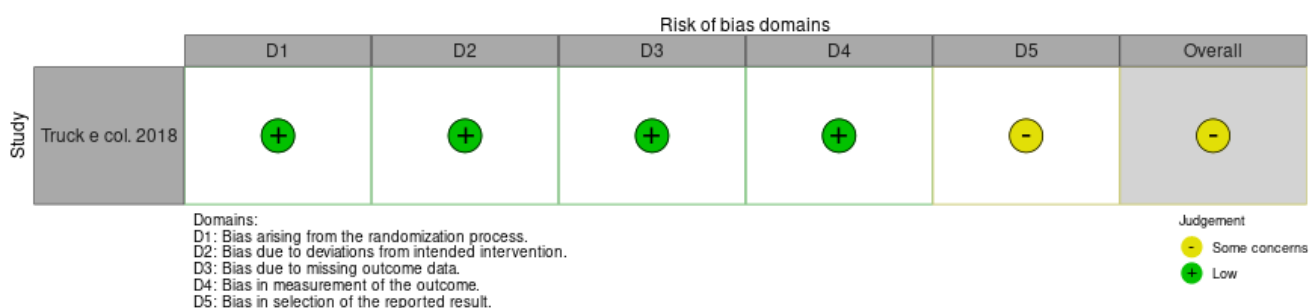 Risk of bias domains
D1 D2 D3 D4 D5 Overall
Study
Truck e col. 2018 + + + + - -
Domains:
D1: Bias arising from the randomization process.
D2: Bias due to deviations from intended intervention.
D3: Bias due to missing outcome data.
D4: Bias in measurement of the outcome.
D5: Bias in selection of the reported result.
Judgement
- Some concerns
+ Low